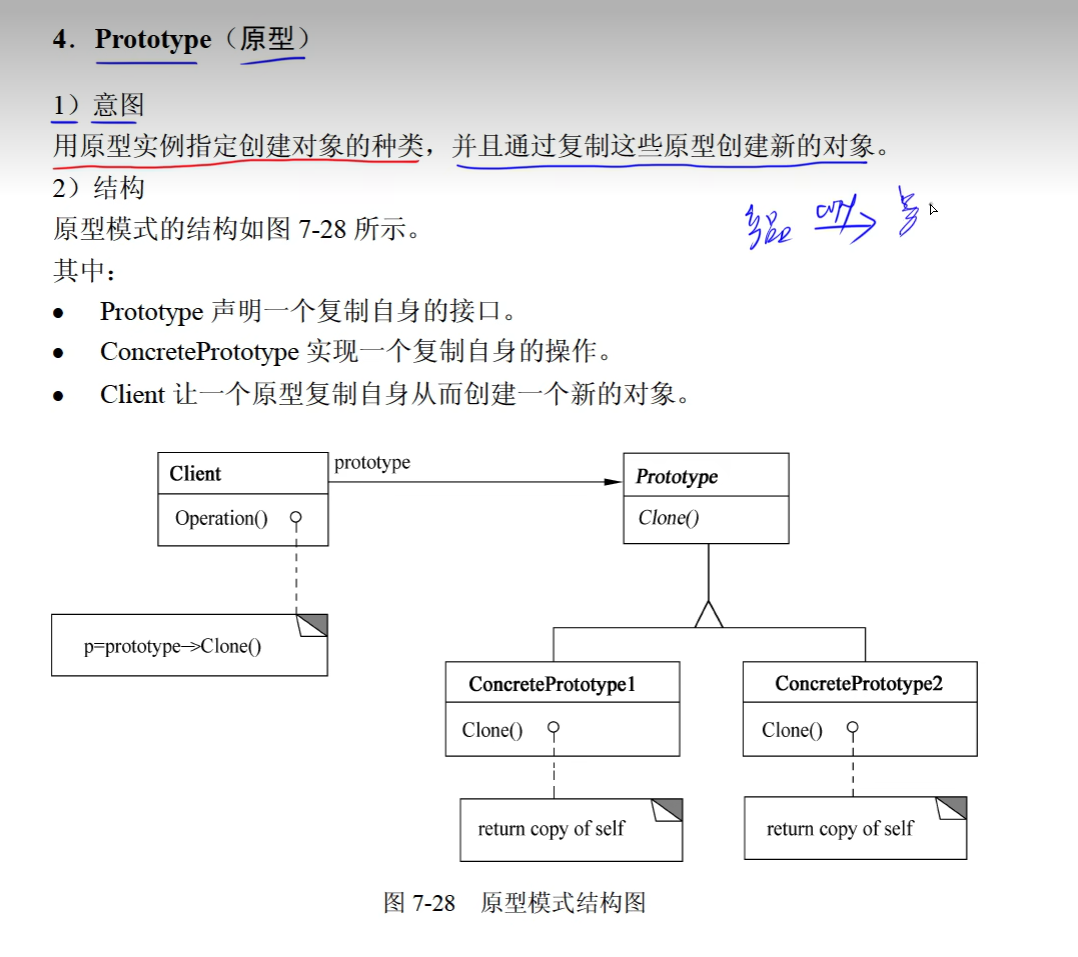 4．Prototype（原型）
1）意图
用原型实例指定创建对象的种类，并且通过复制这些原型创建新的对象。
2）结构
原型模式的结构如图 7-28 所示。
其中：
● Prototype 声明一个复制自身的接口。
● ConcretePrototype 实现一个复制自身的操作。
● Client 让一个原型复制自身从而创建一个新的对象。
Client
prototype
Prototype
Operation()
Clone()
p=prototype→Clone()
ConcretePrototype1
ConcretePrototype2
Clone()
Clone()
return copy of self
return copy of self
图 7-28 原型模式结构图